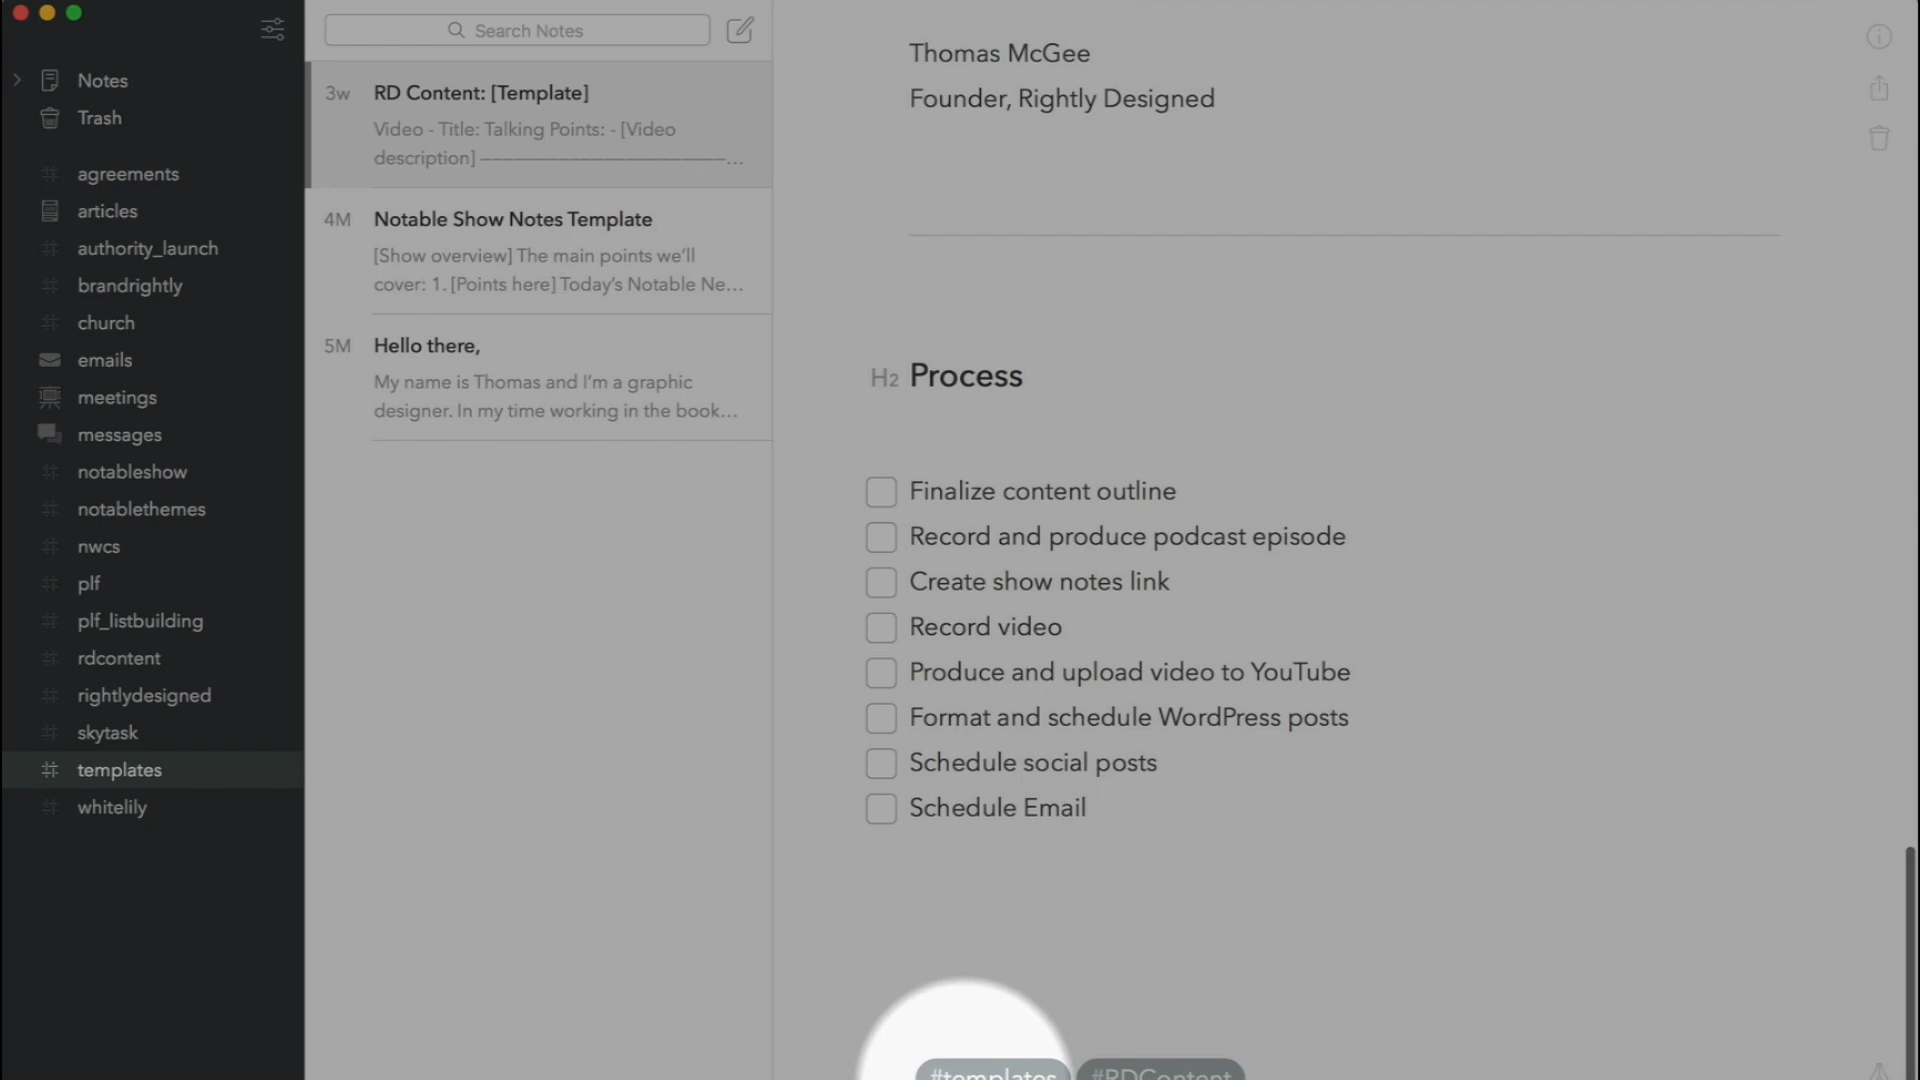 Notes
Trash
agreements
articles
authority_launch
brandrightly
church
emails
meetings
messages
notableshow
notablethemes
nwcs
plf
plf_listbuilding
rdcontent
rightlydesigned
skytask
templates
whitelily
Search Notes
3w RD Content: [Template]
Video - Title: Talking Points: - [Video
description] ——————————————...
4M Notable Show Notes Template
[Show overview] The main points we'll
cover: 1. [Points here] Today's Notable Ne...
5M Hello there,
My name is Thomas and I'm a graphic
designer. In my time working in the book...
Thomas McGee
Founder, Rightly Designed
H2 Process
Finalize content outline
Record and produce podcast episode
Create show notes link
Record video
Produce and upload video to YouTube
Format and schedule WordPress posts
Schedule social posts
Schedule Email
#templates #RDContent